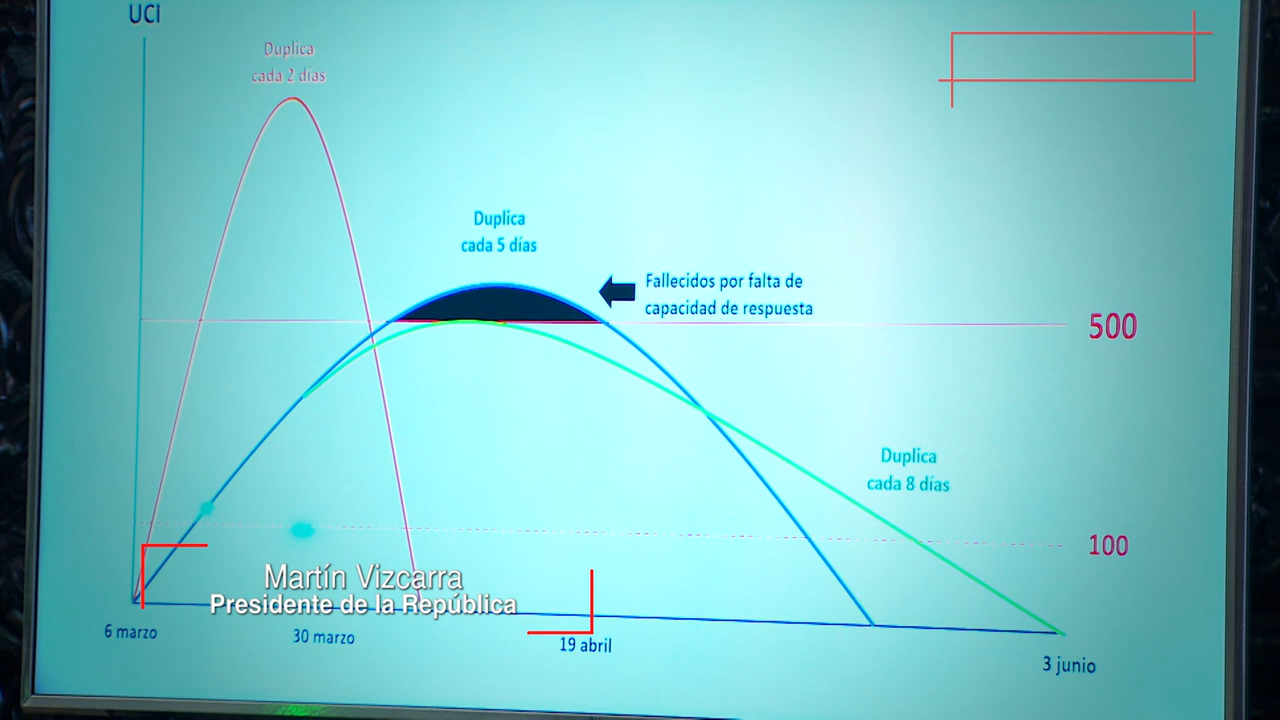 UCI
Duplica
cada 2 días
Duplica
cada 5 días
Fallecidos por falta de
capacidad de respuesta
500
Duplica
cada 8 días
100
Martín Vizcarra
Presidente de la República
6 marzo
30 marzo
19 abril
3 junio